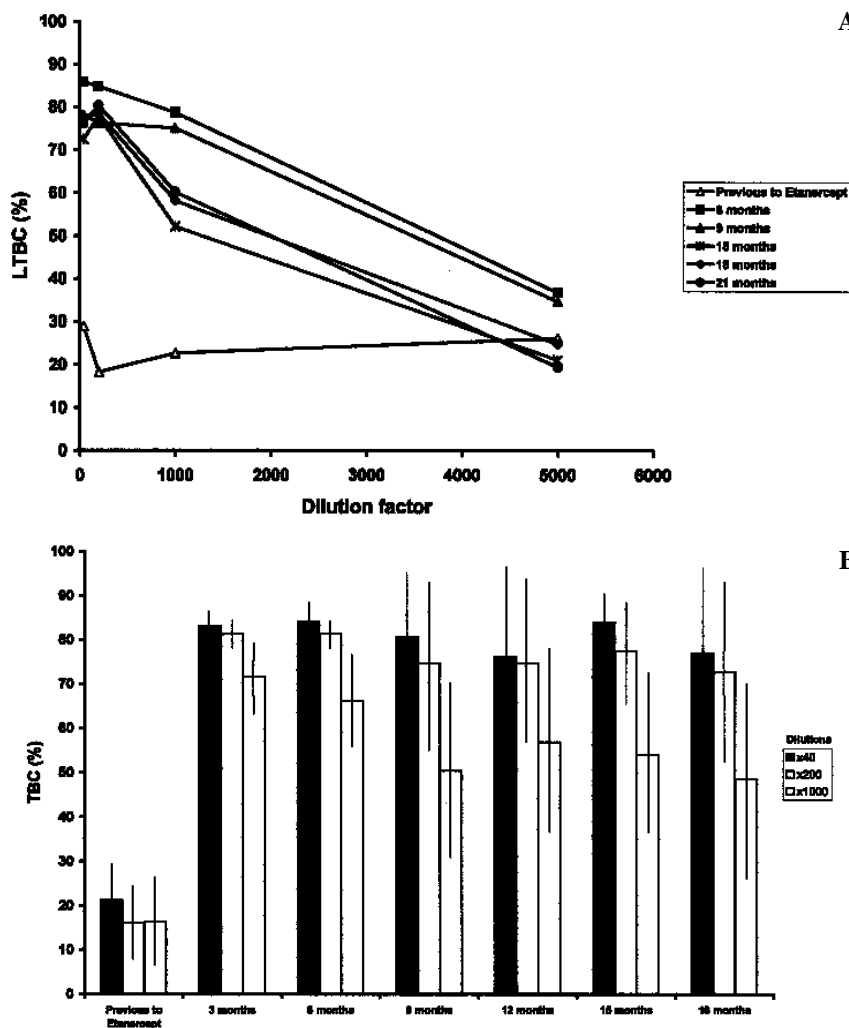 A
100
90
80
70
60
50
40
30
20
10
0
LTBC (%)
0 1000 2000 3000 4000 5000 6000
Dilution factor
Previous to Etanercept
6 months
9 months
15 months
18 months
21 months
B
100
90
80
70
60
50
40
30
20
10
0
TBC (%)
Previous to
Etanercept
3 months
6 months
9 months
12 months
15 months
18 months
Dilutions
x40
x200
x1000